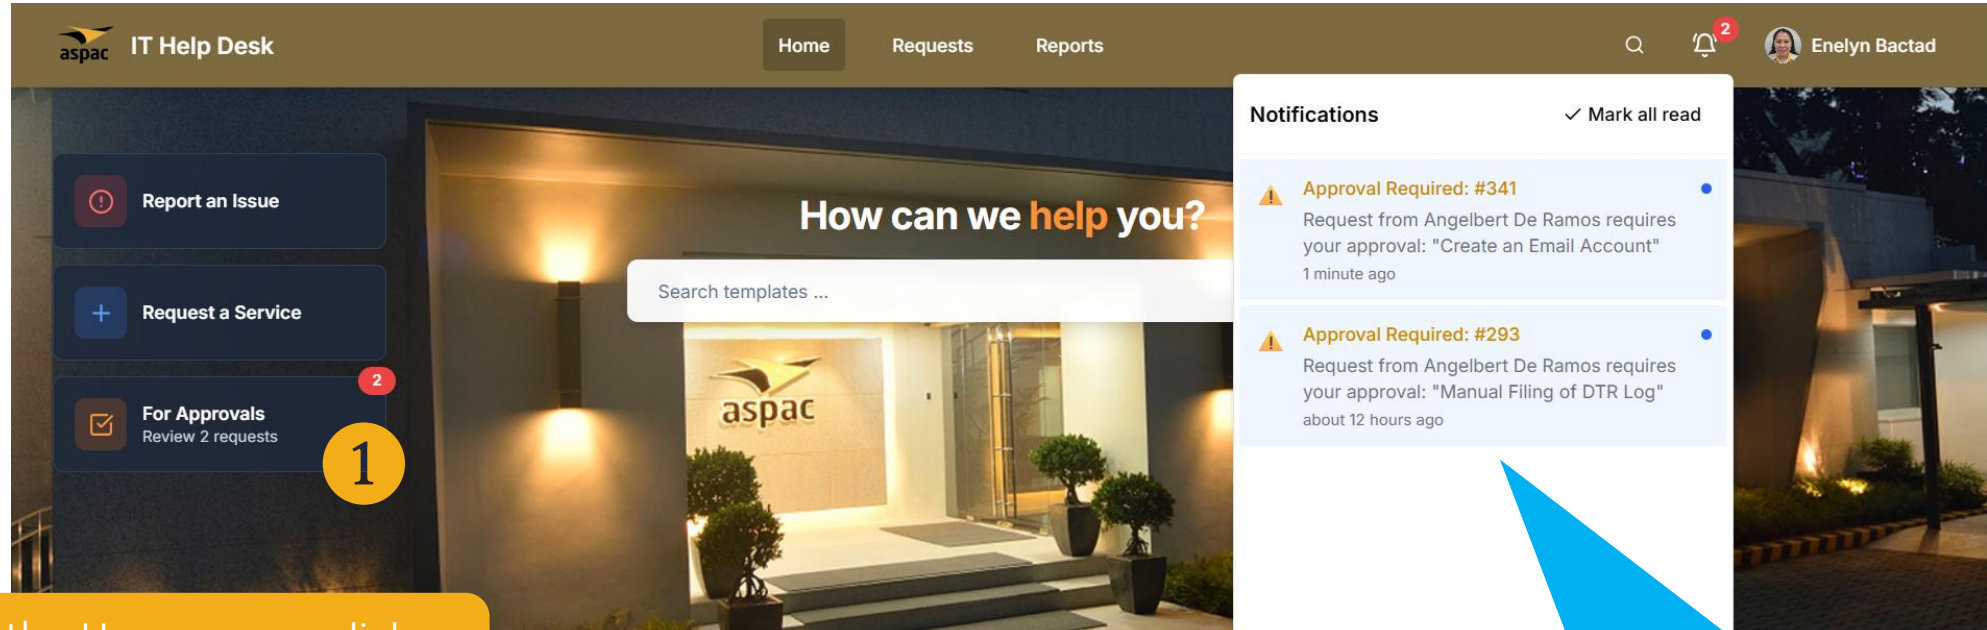 aspac
IT Help Desk
Home
Requests
Reports
2
Enelyn Bactad
Report an Issue
Request a Service
2
For Approvals
Review 2 requests
1
How can we help you?
Search templates ...
aspac
Notifications
✓ Mark all read
Approval Required: #341
Request from Angelbert De Ramos requires
your approval: "Create an Email Account"
1 minute ago
Approval Required: #293
Request from Angelbert De Ramos requires
your approval: "Manual Filing of DTR Log"
about 12 hours ago